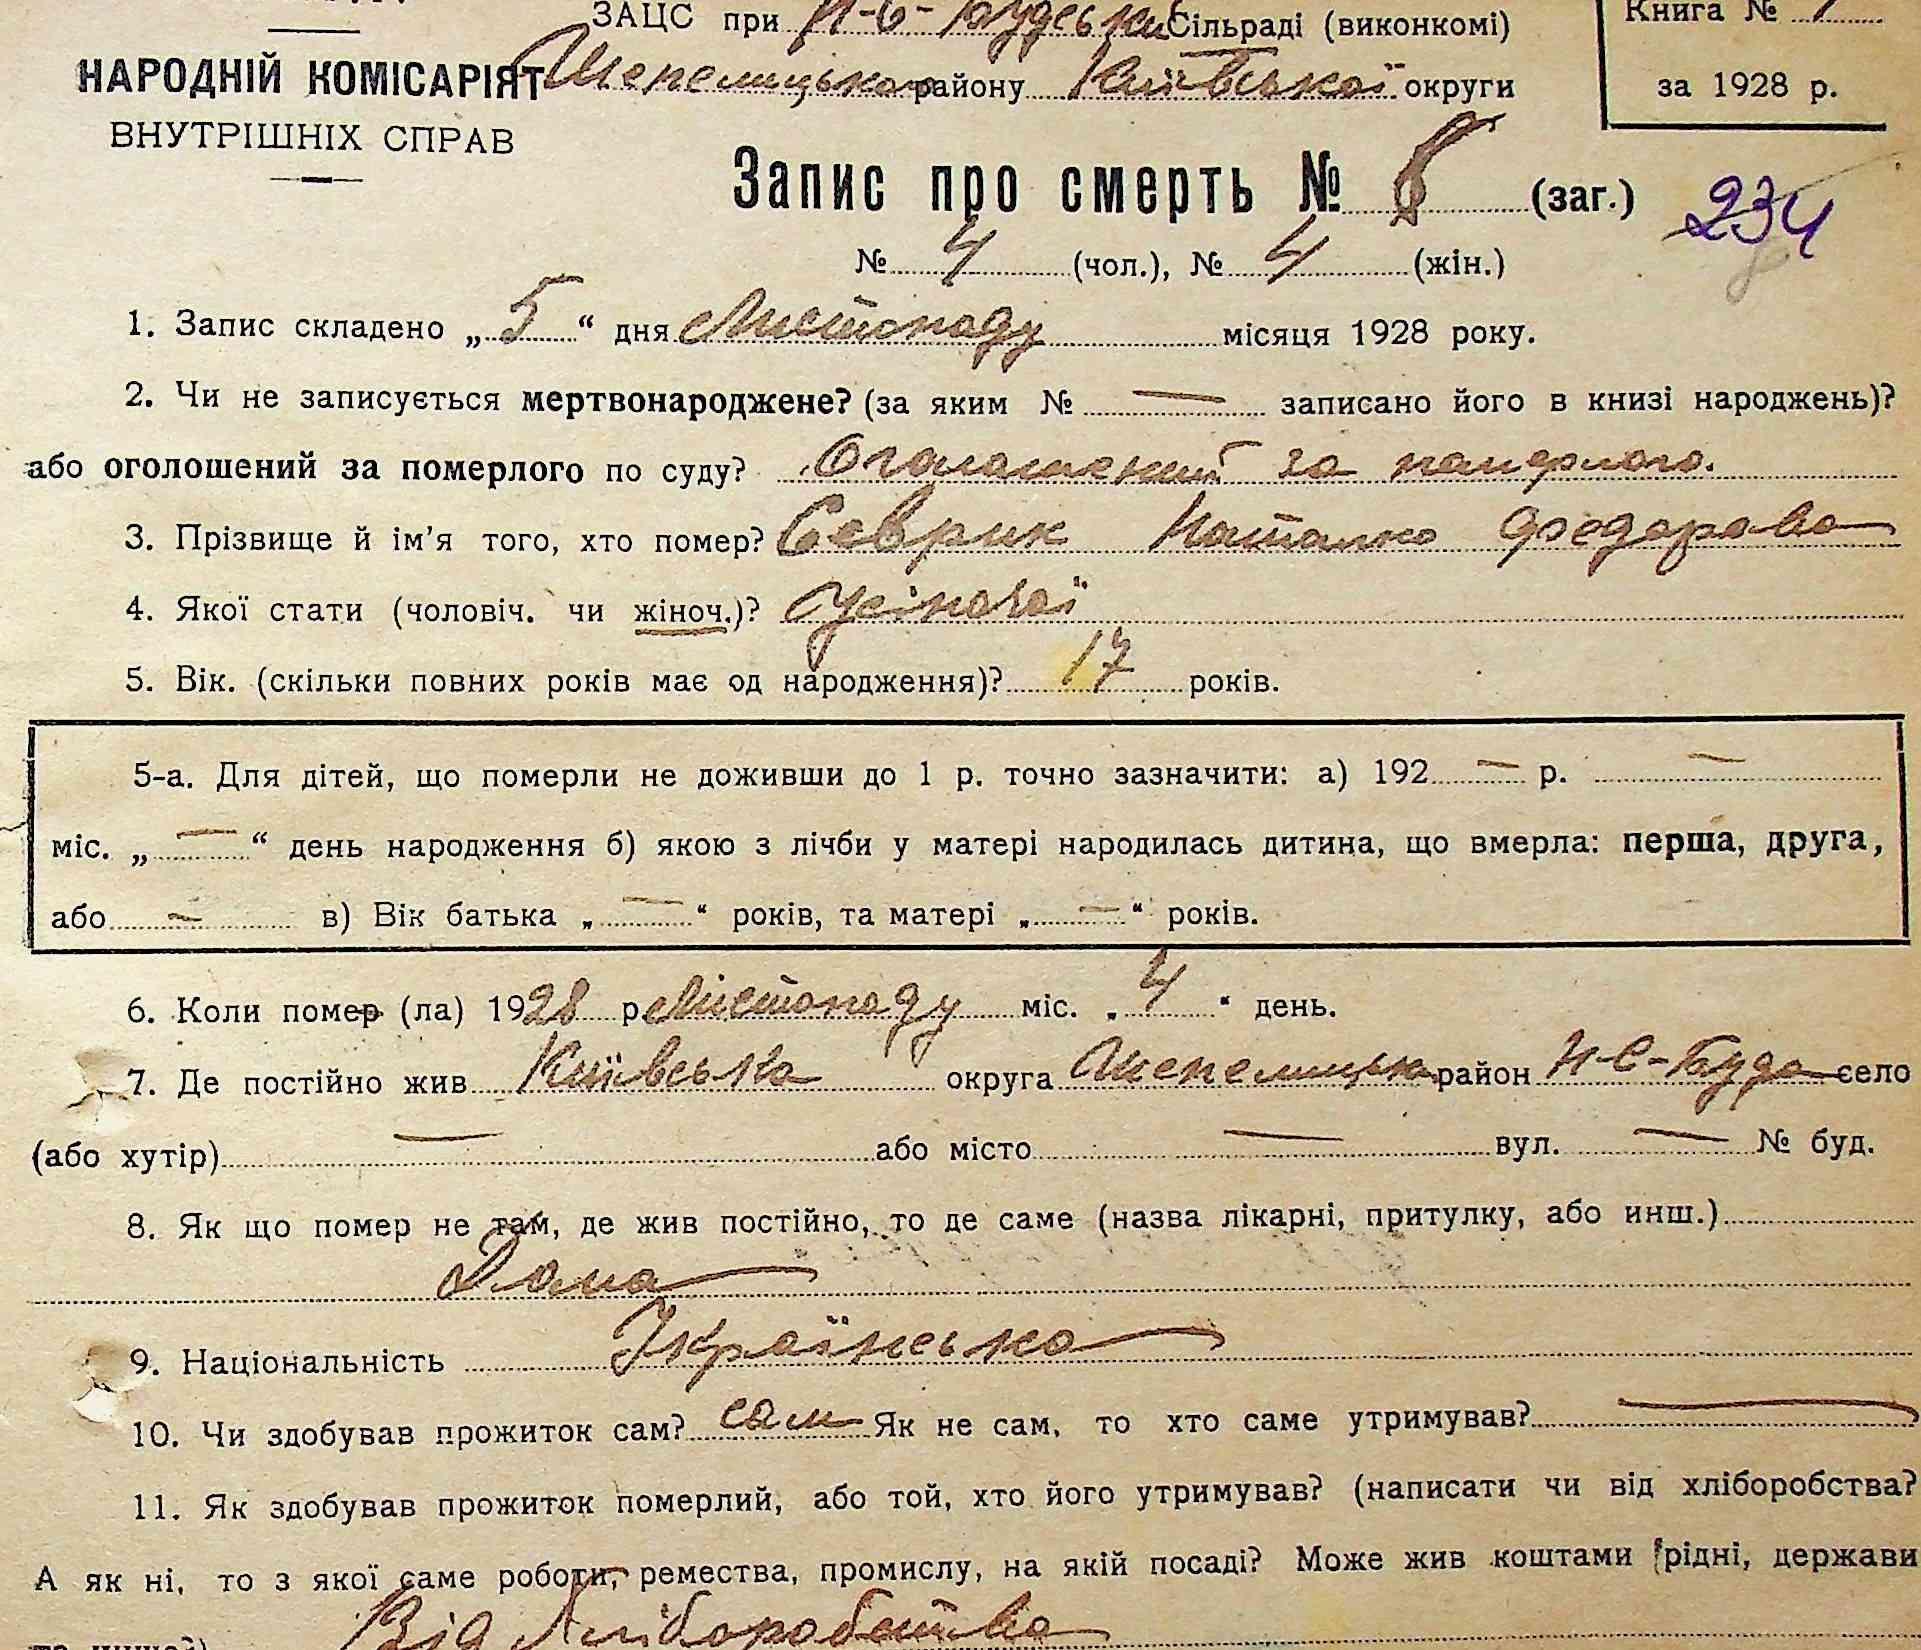 ЗАЦС при Н-С-Будській Сільраді (виконкомі)
Книга №
НАРОДНІЙ КОМІСАРІЯТ
Шепелицького району Київської округи
за 1928 р.
ВНУТРІШНІХ СПРАВ
Запис про смерть № 8 (заг.) 234
№ 4 (чол.), № 4 (жін.)
1. Запис складено „5“ дня Листопаду місяця 1928 року.
2. Чи не записується мертвонароджене? (за яким № — записано його в книзі народжень)?
або оголошений за померлого по суду? Оголошений за померлого.
3. Прізвище й ім'я того, хто помер? Северик Наталка Федорова
4. Якої стати (чоловіч. чи жіноч.)? Жіночої
5. Вік. (скільки повних років має од народження)? 17 років.
5-а. Для дітей, що померли не доживши до 1 р. точно зазначити: а) 192 — р. —
міс. „—“ день народження б) якою з лічби у матері народилась дитина, що вмерла: перша, друга,
або — в) Вік батька „—“ років, та матері „—“ років.
6. Коли помер (ла) 1928 р. Листопаду міс. „4“ день.
7. Де постійно жив Київська округа Шепелицьк район Н-С-Буда село
(або хутір) — або місто — вул. — № буд.
8. Як що помер не там, де жив постійно, то де саме (назва лікарні, притулку, або инш.)
Дома
9. Національність Українська
10. Чи здобував прожиток сам? сам Як не сам, то хто саме утримував? —
11. Як здобував прожиток померлий, або той, хто його утримував? (написати чи від хліборобства?
А як ні, то з якої саме роботи, ремества, промислу, на якій посаді? Може жив коштами рідні, держави
Від Хліборобства